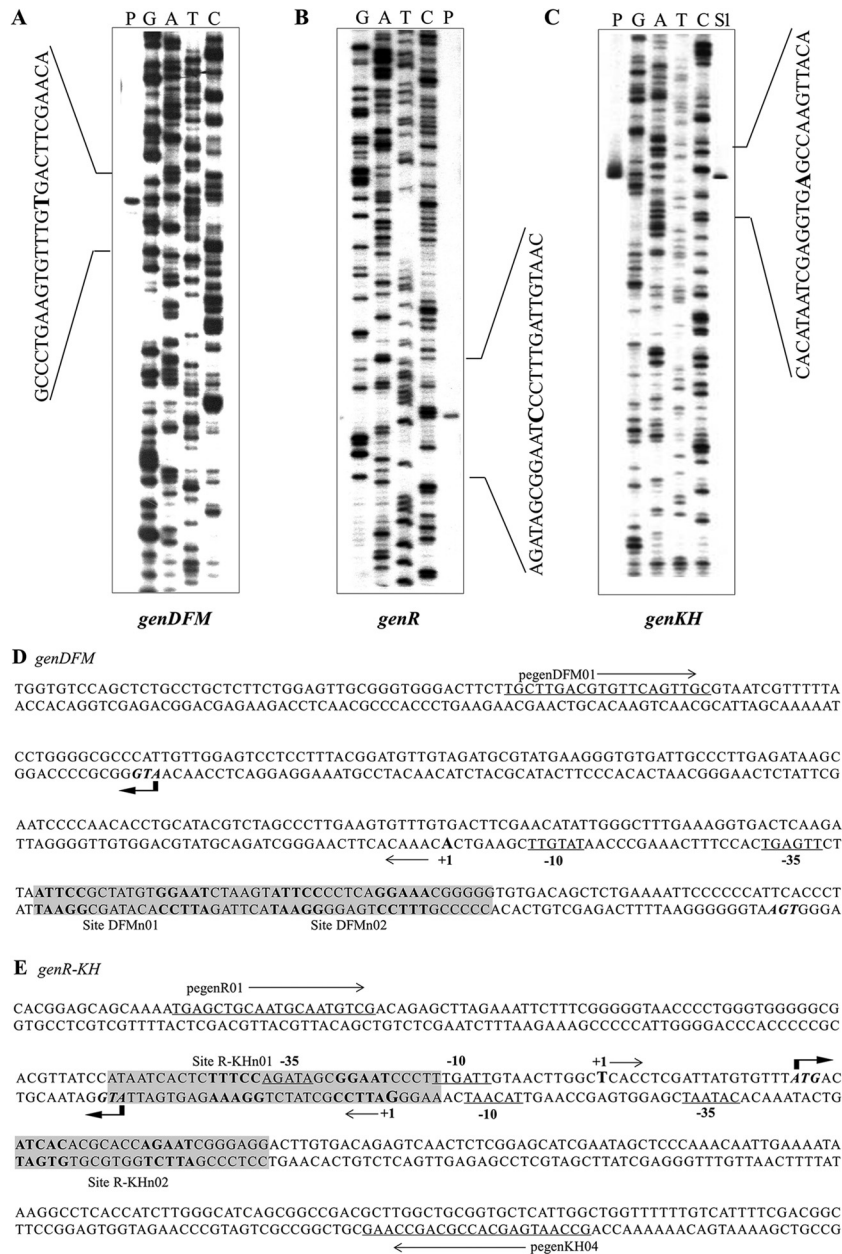 A
P G A T C
GCCCTGAAGTGTTTGTGACTTCGAACA
genDFM
B
G A T C P
AGATAGCGGAATCCCTTTGATTGTAAC
genR
C
P G A T C S1
CACATAATCGAGGTGAGCCAAGTTACA
genKH
D genDFM
pegenDFM01
TGGTGTCCAGCTCTGCCTGCTCTTCTGGAGTTGCGGGTGGGACTTCTTGCTTGACGTGTTCAGTTGCGTAATCGTTTTTA
ACCACAGGTCGAGACGGACGAGAAGACCTCAACGCCCACCCTGAAGAACGAACTGCACAAGTCAACGCATTAGCAAAAAT
CCTGGGGCGCCCATTGTTGGAGTCCTCCTTTACGGATGTTGTAGATGCGTATGAAGGGTGTGATTGCCCTTGAGATAAGC
GGACCCCGCGGGTAACAACCTCAGGAGGAAATGCCTACAACATCTACGCATACTTCCCACACTAACGGGAACTCTATTCG
AATCCCCAACACCTGCATACGTCTAGCCCTTGAAGTGTTTGTGACTTCGAACATATTGGGCTTTGAAAGGTGACTCAAGA
TTAGGGGTTGTGGACGTATGCAGATCGGGAACTTCACAAACACTGAAGCTTGTATAACCCGAAACTTTCCACTGAGTTCT
+1 -10 -35
TAATTCCGCTATGTGGAATCTAAGTATTCCCCTCAGGAAACGGGGGTGTGACAGCTCTGAAAATTCCCCCCATTCACCCT
ATTAAGGCGATACACCTTAGATTCATAAGGGGAGTCCTTTGCCCCCACACTGTCGAGACTTTTAAGGGGGGTAAGTGGGA
Site DFMn01 Site DFMn02
E genR-KH
pegenR01
CACGGAGCAGCAAAATGAGCTGCAATGCAATGTCGACAGAGCTTAGAAATTCTTTCGGGGGTAACCCCTGGGTGGGGGCG
GTGCCTCGTCGTTTTACTCGACGTTACGTTACAGCTGTCTCGAATCTTTAAGAAAGCCCCCATTGGGGACCCACCCCCGC
Site R-KHn01 -35 -10 +1
ACGTTATCCATAATCACTCTTTCCAGATAGCGGAATCCCTTTGATTGTAACTTGGCTCACCTCGATTATGTGTTTATGAC
TGCAATAGGTATTAGTGAGAAAGGTCTATCGCCTTAGGGAAACTAACATTGAACCGAGTGGAGCTAATACACAAATACTG
+1 -10 -35
ATCACACGCACCAGAATCGGGAGGACTTGTGACAGAGTCAACTCTCGGAGCATCGAATAGCTCCCAAACAATTGAAAATA
TAGTGTGCGTGGTCTTAGCCCTCCTGAACACTGTCTCAGTTGAGAGCCTCGTAGCTTATCGAGGGTTTGTTAACTTTTAT
Site R-KHn02
AAGGCCTCACCATCTTGGGCATCAGCGGCCGACGCTTGGCTGCGGTGCTCATTGGCTGGTTTTTTGTCATTTTCGACGGC
TTCCGGAGTGGTAGAACCCGTAGTCGCCGGCTGCGAACCGACGCCACGAGTAACCGACCAAAAAACAGTAAAAGCTGCCG
pegenKH04